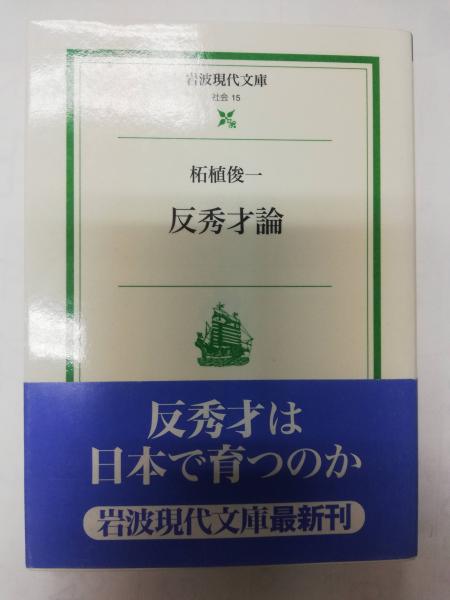 岩波現代文庫
社会 15
柘植俊一
反秀才論
反秀才は
日本で育つのか
岩波現代文庫最新刊